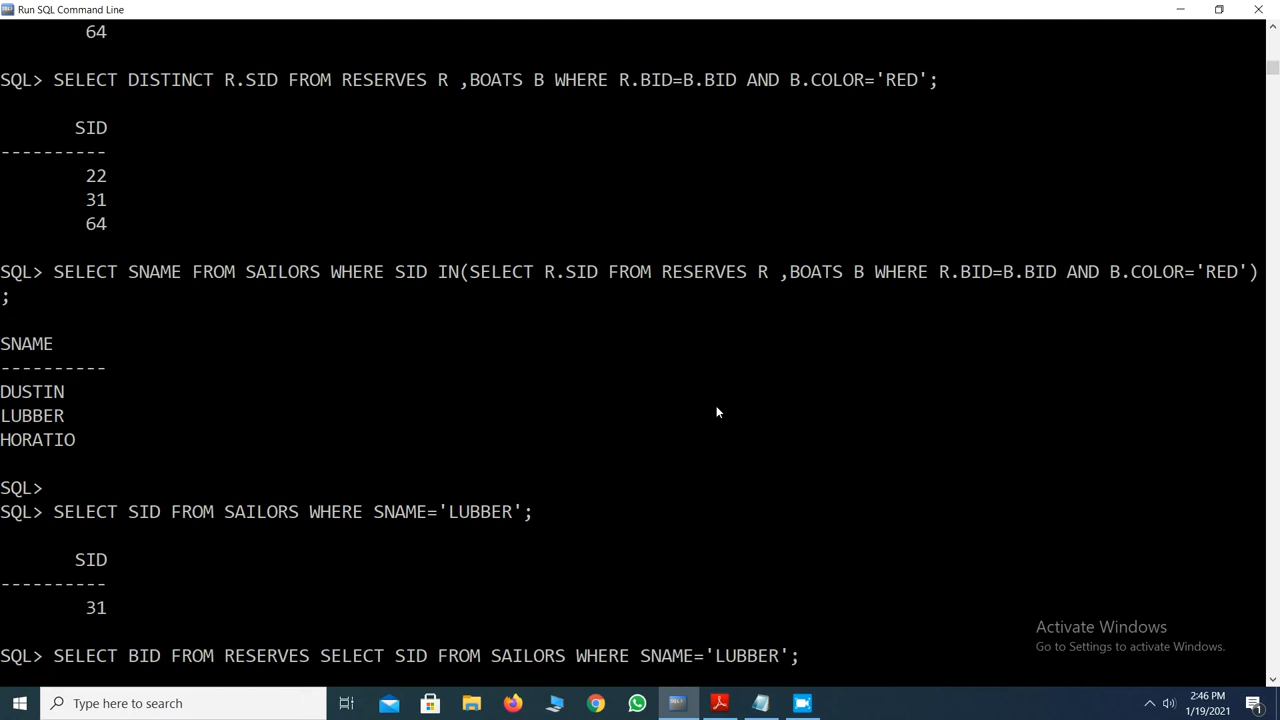 Run SQL Command Line
64
SQL> SELECT DISTINCT R.SID FROM RESERVES R ,BOATS B WHERE R.BID=B.BID AND B.COLOR='RED';
SID
----------
22
31
64
SQL> SELECT SNAME FROM SAILORS WHERE SID IN(SELECT R.SID FROM RESERVES R ,BOATS B WHERE R.BID=B.BID AND B.COLOR='RED')
;
SNAME
----------
DUSTIN
LUBBER
HORATIO
SQL>
SQL> SELECT SID FROM SAILORS WHERE SNAME='LUBBER';
SID
----------
31
SQL> SELECT BID FROM RESERVES SELECT SID FROM SAILORS WHERE SNAME='LUBBER';
Activate Windows
Go to Settings to activate Windows.
Type here to search
2:46 PM
1/19/2021
1